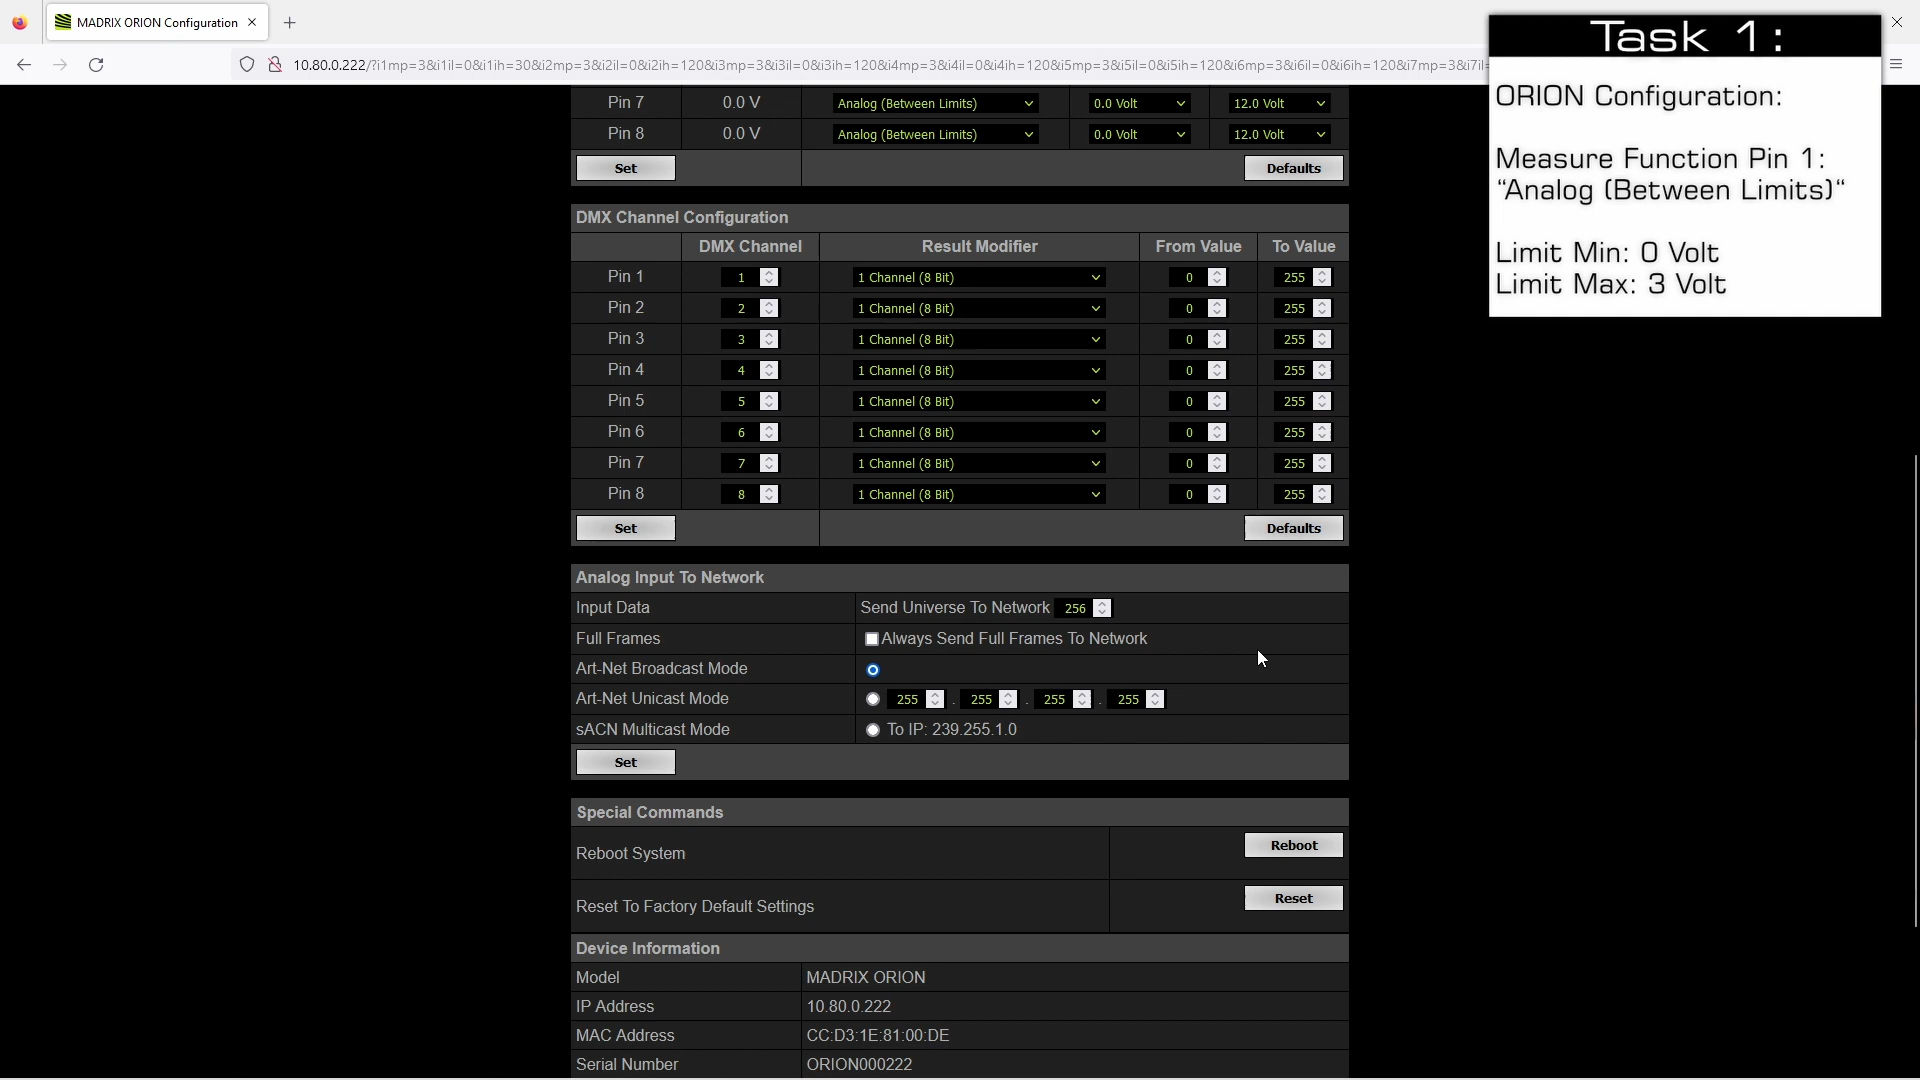 MADRIX ORION Configuration
10.80.0.222/?i1mp=3&i1il=0&i1ih=30&i2mp=3&i2il=0&i2ih=120&i3mp=3&i3il=0&i3ih=120&i4mp=3&i4il=0&i4ih=120&i5mp=3&i5il=0&i5ih=120&i6mp=3&i6il=0&i6ih=120&i7mp=3&i7il=
Task 1:
ORION Configuration:
Measure Function Pin 1:
“Analog (Between Limits)“
Limit Min: 0 Volt
Limit Max: 3 Volt
Pin 7 0.0 V Analog (Between Limits) 0.0 Volt 12.0 Volt
Pin 8 0.0 V Analog (Between Limits) 0.0 Volt 12.0 Volt
Set Defaults
DMX Channel Configuration
DMX Channel Result Modifier From Value To Value
Pin 1 1 1 Channel (8 Bit) 0 255
Pin 2 2 1 Channel (8 Bit) 0 255
Pin 3 3 1 Channel (8 Bit) 0 255
Pin 4 4 1 Channel (8 Bit) 0 255
Pin 5 5 1 Channel (8 Bit) 0 255
Pin 6 6 1 Channel (8 Bit) 0 255
Pin 7 7 1 Channel (8 Bit) 0 255
Pin 8 8 1 Channel (8 Bit) 0 255
Set Defaults
Analog Input To Network
Input Data Send Universe To Network 256
Full Frames Always Send Full Frames To Network
Art-Net Broadcast Mode
Art-Net Unicast Mode 255 . 255 . 255 . 255
sACN Multicast Mode To IP: 239.255.1.0
Set
Special Commands
Reboot System Reboot
Reset To Factory Default Settings Reset
Device Information
Model MADRIX ORION
IP Address 10.80.0.222
MAC Address CC:D3:1E:81:00:DE
Serial Number ORION000222